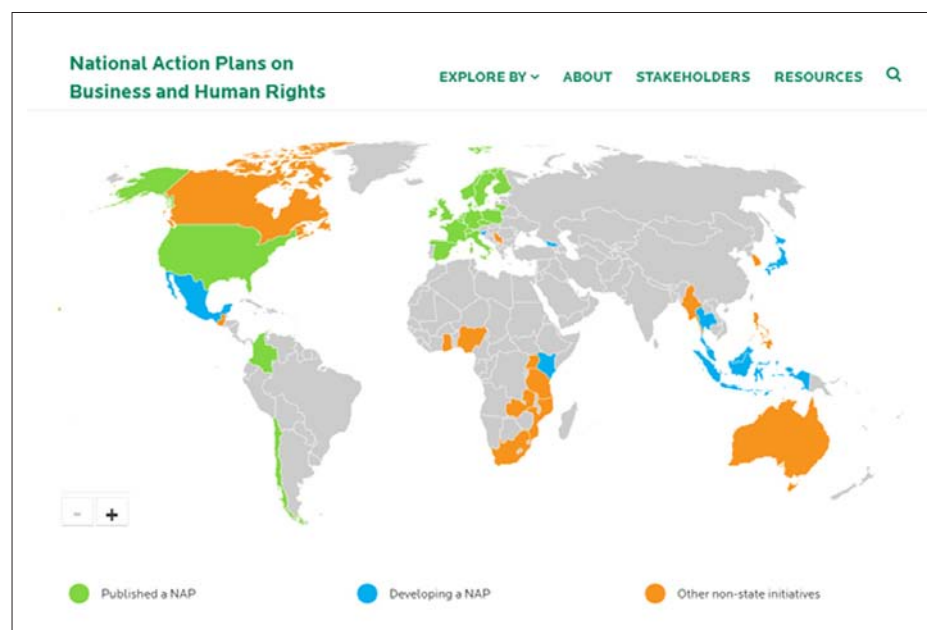 National Action Plans on
Business and Human Rights
EXPLORE BY ABOUT STAKEHOLDERS RESOURCES
- +
Published a NAP Developing a NAP Other non-state initiatives